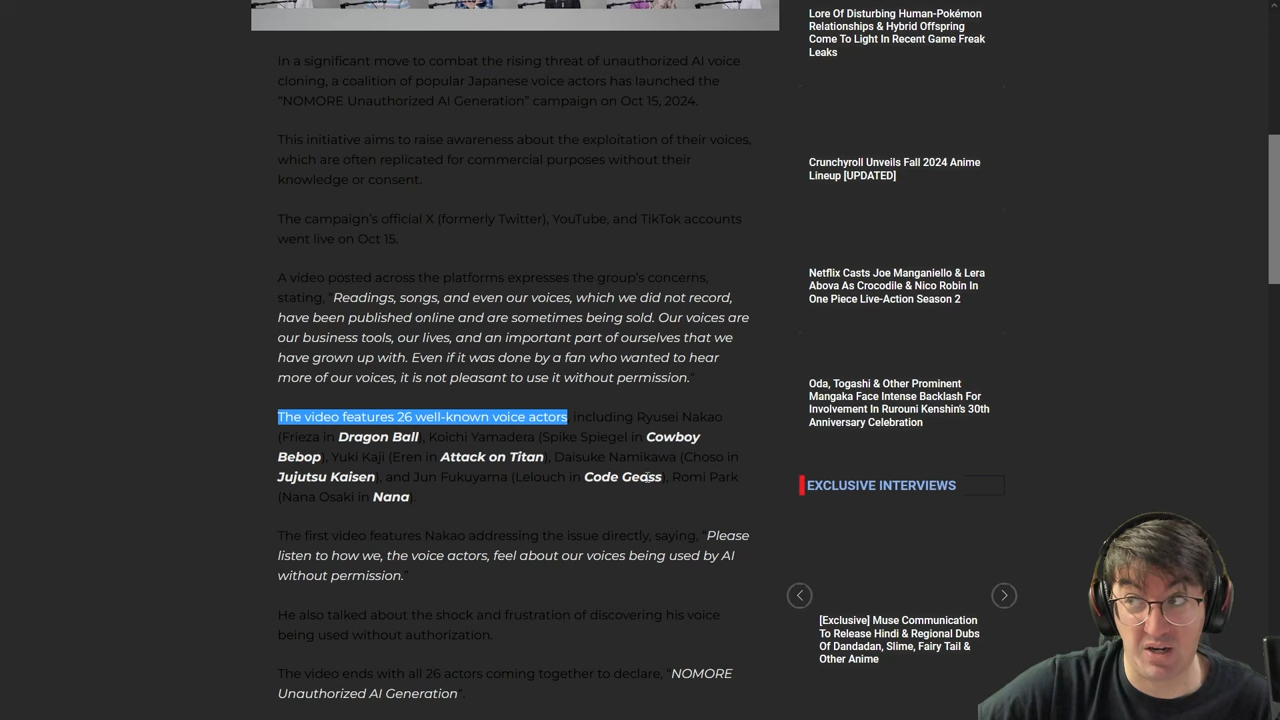 In a significant move to combat the rising threat of unauthorized AI voice
cloning, a coalition of popular Japanese voice actors has launched the
“NOMORE Unauthorized AI Generation” campaign on Oct 15, 2024.
This initiative aims to raise awareness about the exploitation of their voices,
which are often replicated for commercial purposes without their
knowledge or consent.
The campaign’s official X (formerly Twitter), YouTube, and TikTok accounts
went live on Oct 15.
A video posted across the platforms expresses the group’s concerns,
stating, “Readings, songs, and even our voices, which we did not record,
have been published online and are sometimes being sold. Our voices are
our business tools, our lives, and an important part of ourselves that we
have grown up with. Even if it was done by a fan who wanted to hear
more of our voices, it is not pleasant to use it without permission.”
The video features 26 well-known voice actors, including Ryusei Nakao
(Frieza in Dragon Ball), Koichi Yamadera (Spike Spiegel in Cowboy
Bebop), Yuki Kaji (Eren in Attack on Titan), Daisuke Namikawa (Choso in
Jujutsu Kaisen), and Jun Fukuyama (Lelouch in Code Geass), Romi Park
(Nana Osaki in Nana).
The first video features Nakao addressing the issue directly, saying, “Please
listen to how we, the voice actors, feel about our voices being used by AI
without permission.”
He also talked about the shock and frustration of discovering his voice
being used without authorization.
The video ends with all 26 actors coming together to declare, “NOMORE
Unauthorized AI Generation”.
Lore Of Disturbing Human-Pokémon
Relationships & Hybrid Offspring
Come To Light In Recent Game Freak
Leaks
Crunchyroll Unveils Fall 2024 Anime
Lineup [UPDATED]
Netflix Casts Joe Manganiello & Lera
Abova As Crocodile & Nico Robin In
One Piece Live-Action Season 2
Oda, Togashi & Other Prominent
Mangaka Face Intense Backlash For
Involvement In Rurouni Kenshin’s 30th
Anniversary Celebration
EXCLUSIVE INTERVIEWS
[Exclusive] Muse Communication
To Release Hindi & Regional Dubs
Of Dandadan, Slime, Fairy Tail &
Other Anime